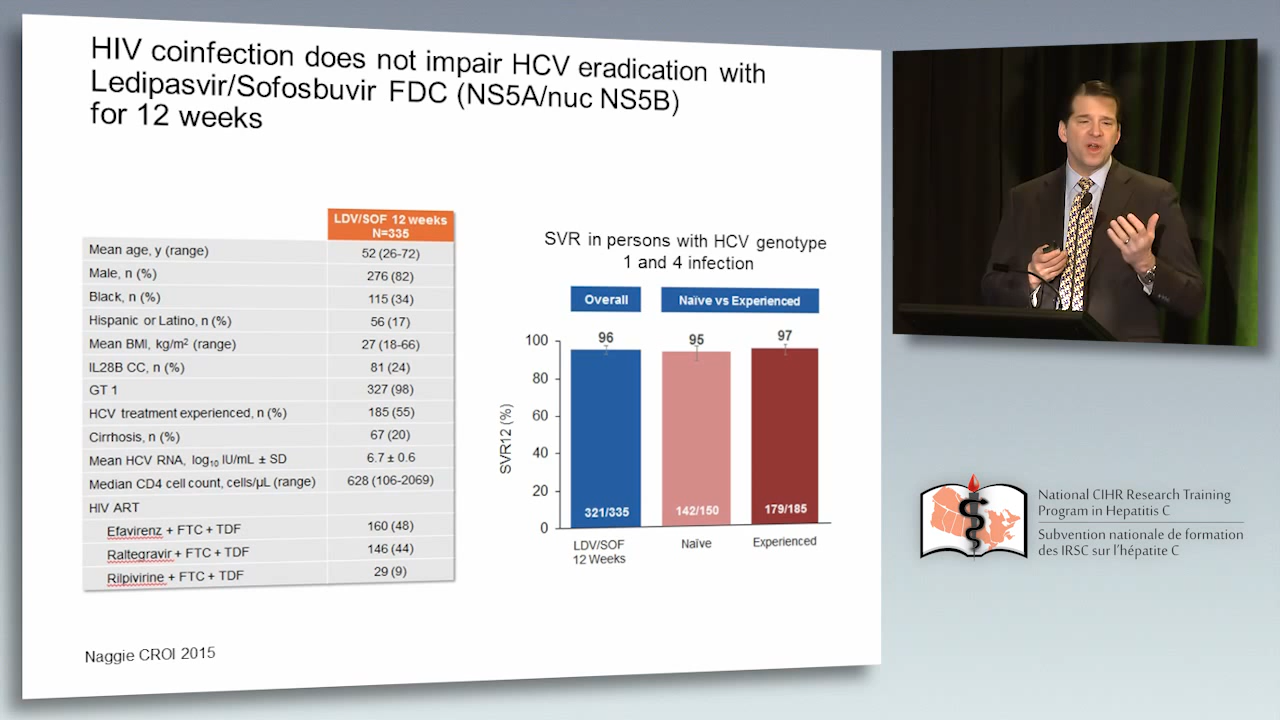 HIV coinfection does not impair HCV eradication with
Ledipasvir/Sofosbuvir FDC (NS5A/nuc NS5B)
for 12 weeks
LDV/SOF 12 weeks
N=335
Mean age, y (range) 52 (26-72)
Male, n (%) 276 (82)
Black, n (%) 115 (34)
Hispanic or Latino, n (%) 56 (17)
Mean BMI, kg/m² (range) 27 (18-66)
IL28B CC, n (%) 81 (24)
GT 1 327 (98)
HCV treatment experienced, n (%) 185 (55)
Cirrhosis, n (%) 67 (20)
Mean HCV RNA, log₁₀ IU/mL ± SD 6.7 ± 0.6
Median CD4 cell count, cells/µL (range) 628 (106-2069)
HIV ART
Efavirenz + FTC + TDF 160 (48)
Raltegravir + FTC + TDF 146 (44)
Rilpivirine + FTC + TDF 29 (9)
SVR in persons with HCV genotype
1 and 4 infection
Overall Naïve vs Experienced
96 95 97
SVR12 (%)
100
80
60
40
20
0
321/335 142/150 179/185
LDV/SOF
12 Weeks
Naïve
Experienced
Naggie CROI 2015
National CIHR Research Training
Program in Hepatitis C
Subvention nationale de formation
des IRSC sur l'hépatite C